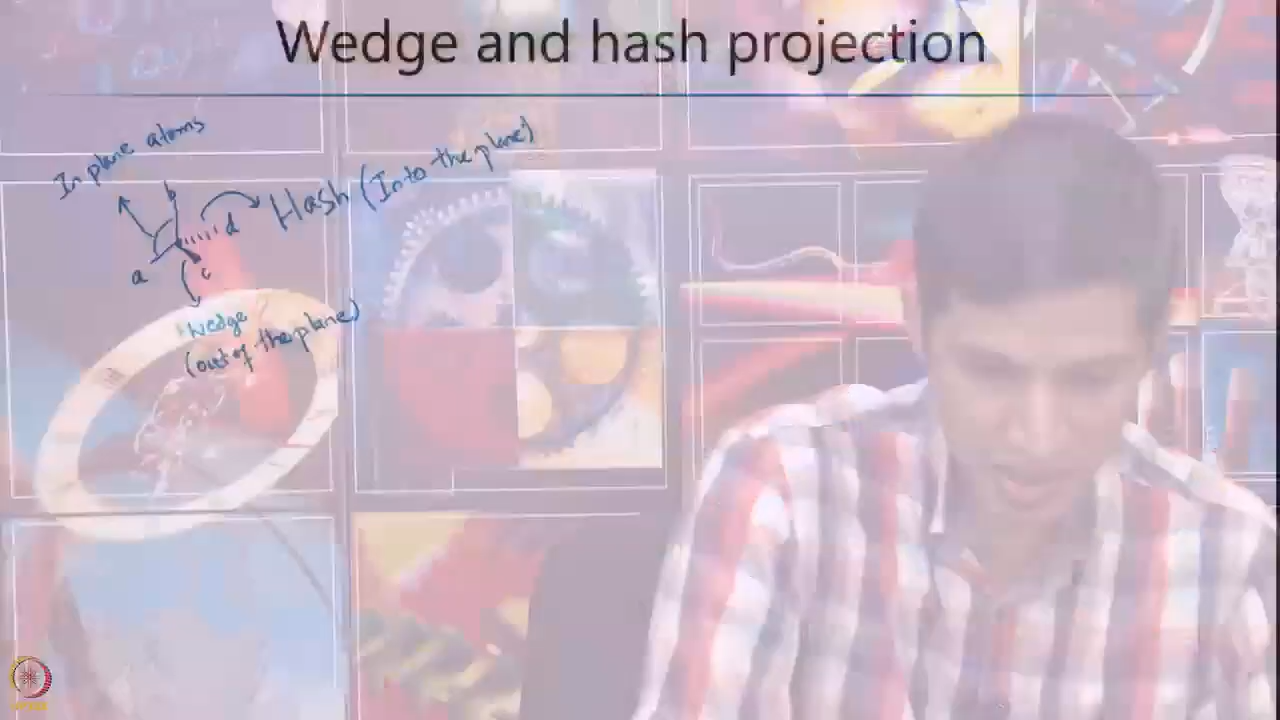 Wedge and hash projection
In plane atoms
b
Hash (Into the plane)
d
a
c
Wedge
(out of the plane)